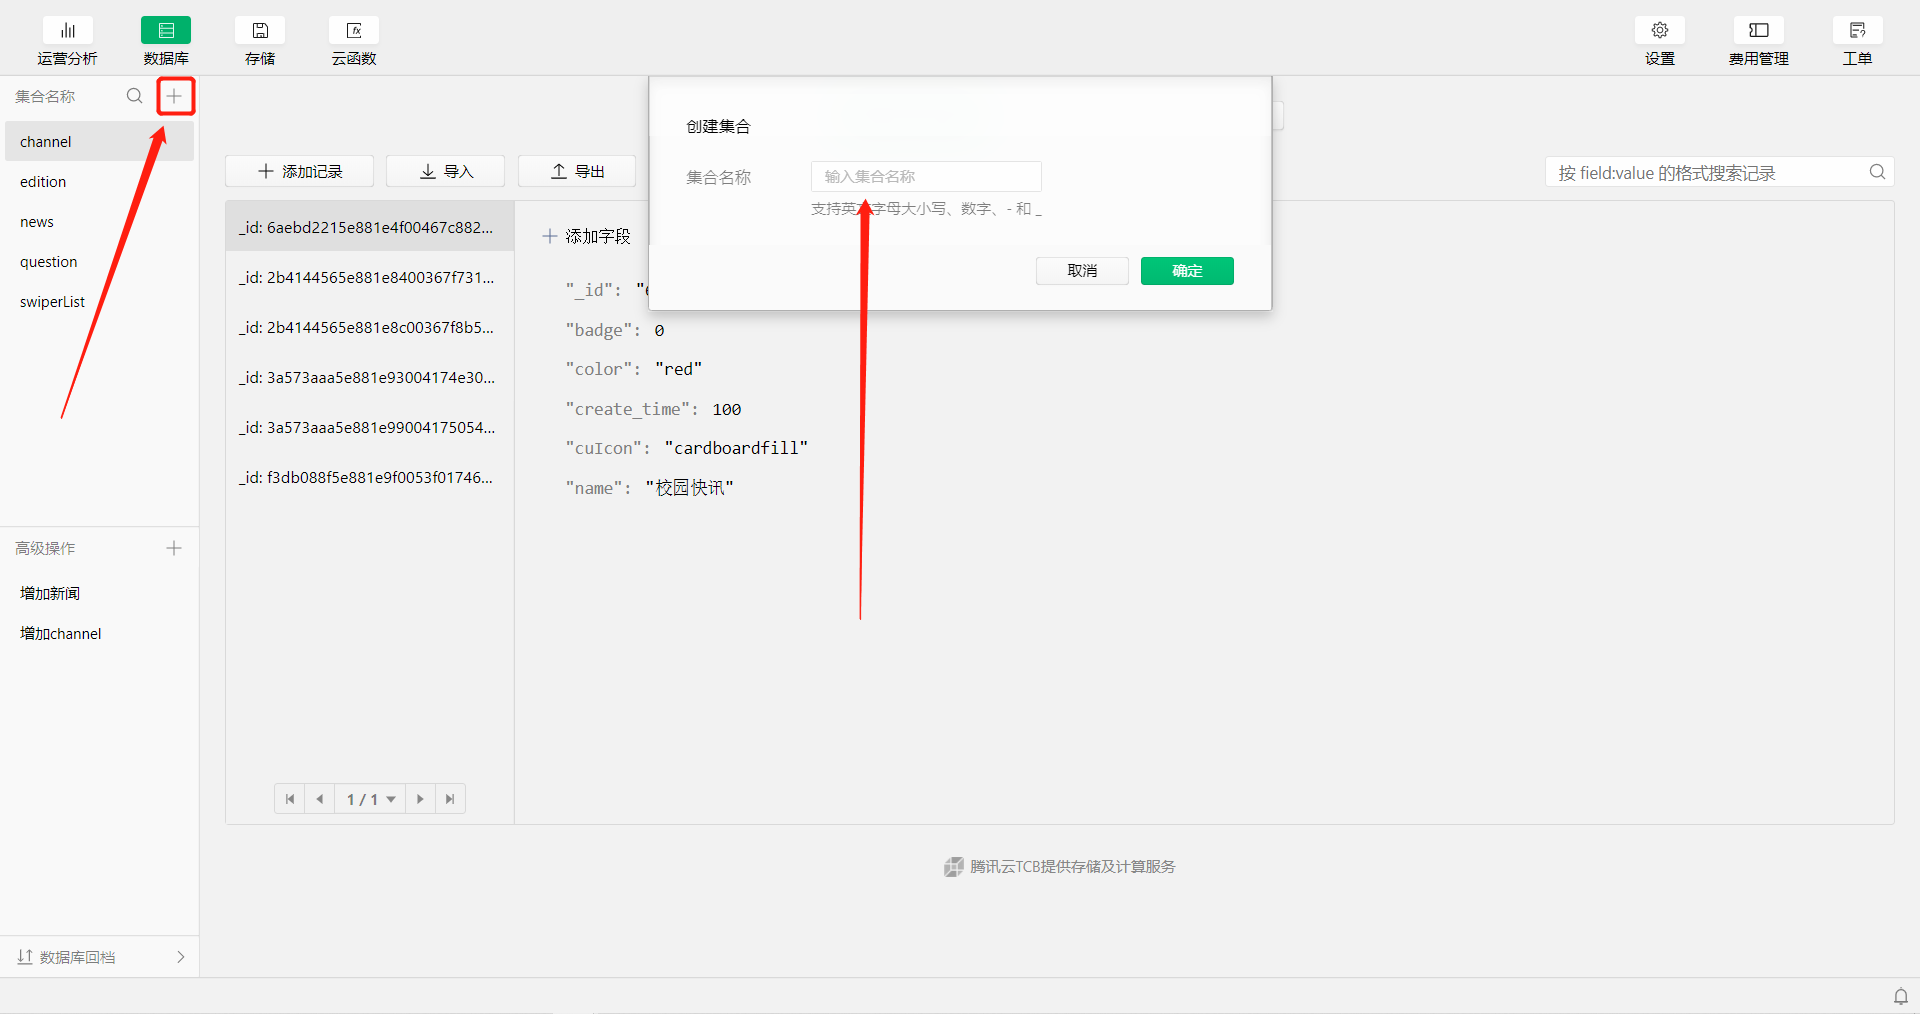 运营分析
数据库
存储
云函数
设置
费用管理
工单
集合名称
channel
edition
news
question
swiperList
高级操作
增加新闻
增加channel
数据库回档
添加记录
导入
导出
按 field:value 的格式搜索记录
_id: 6aebd2215e881e4f00467c882...
_id: 2b4144565e881e8400367f731...
_id: 2b4144565e881e8c00367f8b5...
_id: 3a573aaa5e881e93004174e30...
_id: 3a573aaa5e881e99004175054...
_id: f3db088f5e881e9f0053f01746...
1 / 1
添加字段
"_id": "
"badge": 0
"color": "red"
"create_time": 100
"cuIcon": "cardboardfill"
"name": "校园快讯"
创建集合
集合名称
输入集合名称
支持英文字母大小写、数字、- 和 _
取消
确定
腾讯云TCB提供存储及计算服务